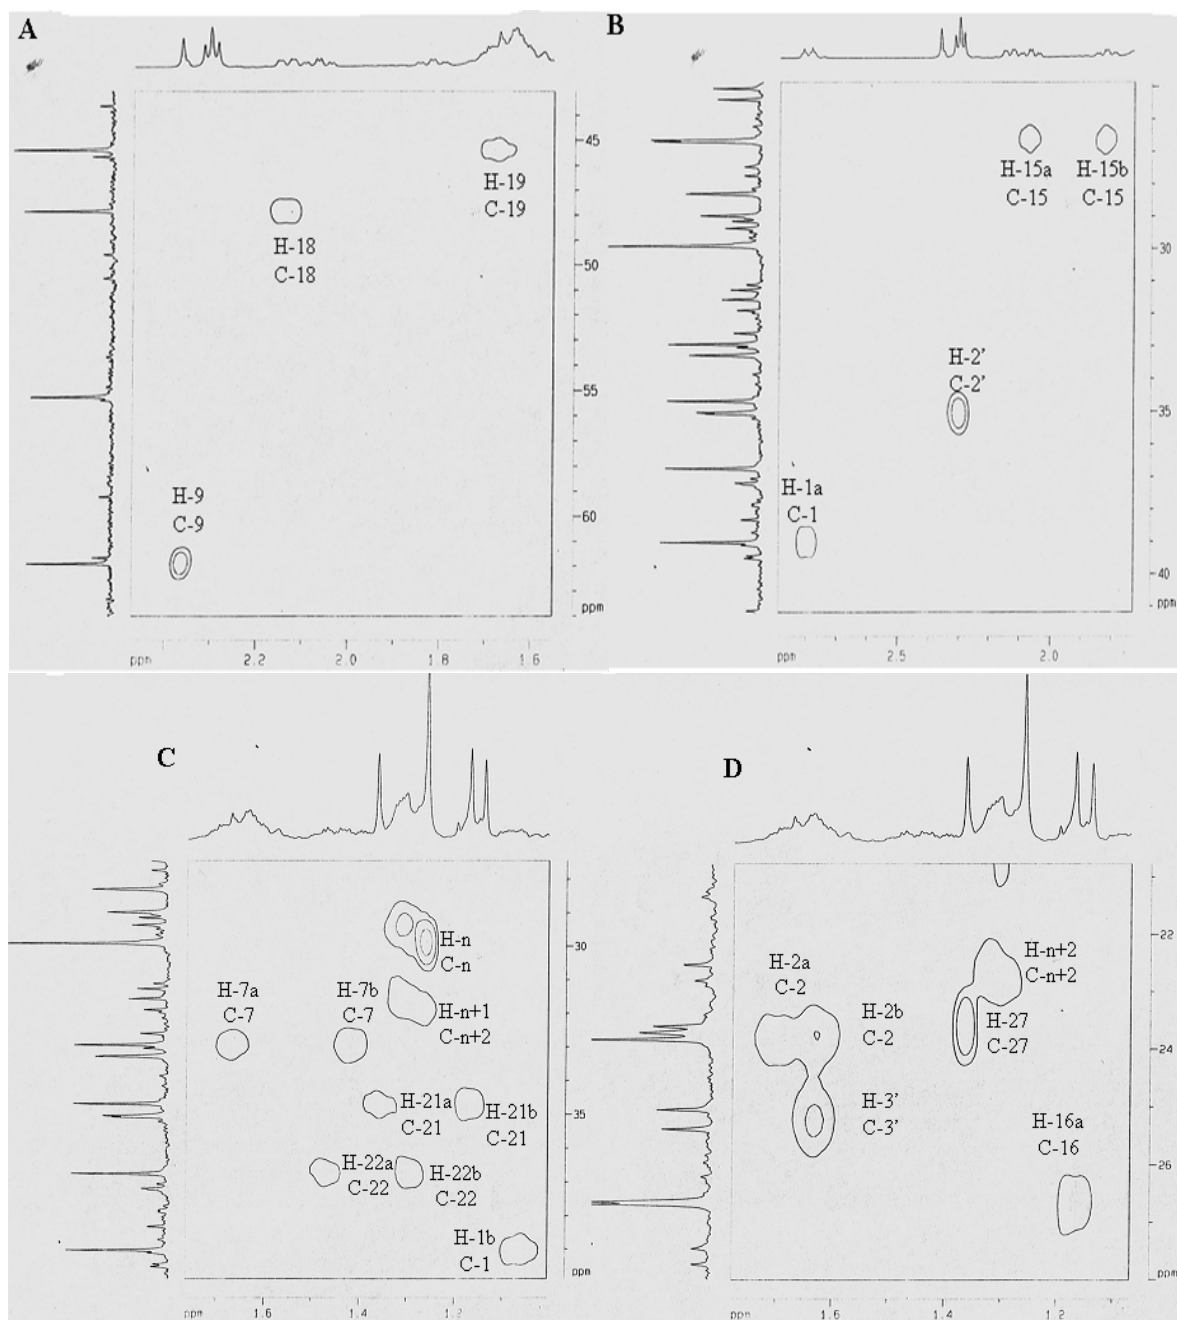 A
H-19
C-19
H-18
C-18
H-9
C-9
45
50
55
60
ppm
ppm 2.2 2.0 1.8 1.6
B
H-15a H-15b
C-15 C-15
H-2'
C-2'
H-1a
C-1
30
35
40
ppm
ppm 2.5 2.0
C
H-n
C-n
H-7a H-7b
C-7 C-7
H-n+1
C-n+2
H-21a H-21b
C-21 C-21
H-22a H-22b
C-22 C-22
H-1b
C-1
30
35
ppm
ppm 1.6 1.4 1.2
D
H-n+2
C-n+2
H-2a
C-2
H-2b
C-2
H-27
C-27
H-3'
C-3'
H-16a
C-16
22
24
26
ppm
ppm 1.6 1.4 1.2